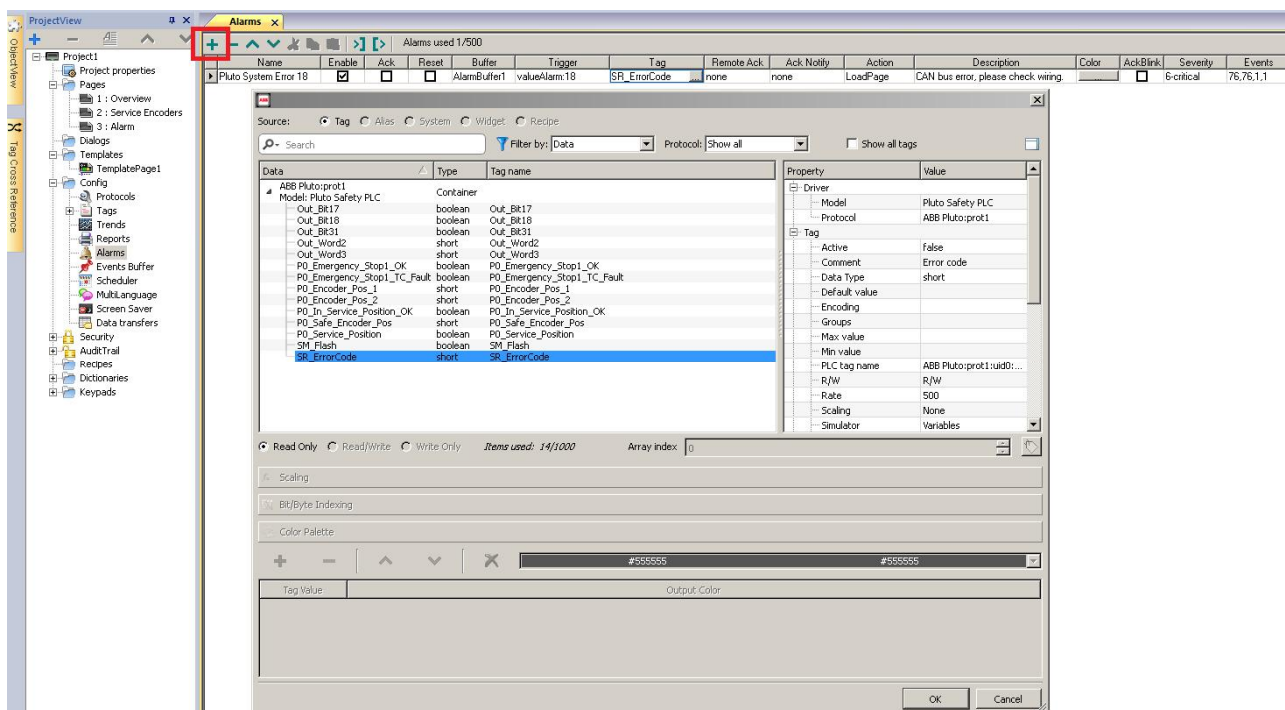 ProjectView
Alarms
ObjectView
Tag Cross Reference
Project1
Project properties
Pages
1 : Overview
2 : Service Encoders
3 : Alarm
Dialogs
Templates
TemplatePage1
Config
Protocols
Tags
Trends
Reports
Alarms
Events Buffer
Scheduler
MultiLanguage
Screen Saver
Data transfers
Security
AuditTrail
Recipes
Dictionaries
Keypads
Alarms used 1/500
Name Enable Ack Reset Buffer Trigger Tag Remote Ack Ack Notify Action Description Color AckBlink Severity Events
Pluto System Error 18 AlarmBuffer1 valueAlarm:18 SR_ErrorCode ... none none LoadPage CAN bus error, please check wiring. ... 6-critical 76,76,1,1
ABB
Source: Tag Alias System Widget Recipe
Search Filter by: Data Protocol: Show all Show all tags
Data Type Tag name
ABB Pluto:prot1
Model: Pluto Safety PLC Container
Out_Bit17 boolean Out_Bit17
Out_Bit18 boolean Out_Bit18
Out_Bit31 boolean Out_Bit31
Out_Word2 short Out_Word2
Out_Word3 short Out_Word3
P0_Emergency_Stop1_OK boolean P0_Emergency_Stop1_OK
P0_Emergency_Stop1_TC_Fault boolean P0_Emergency_Stop1_TC_Fault
P0_Encoder_Pos_1 short P0_Encoder_Pos_1
P0_Encoder_Pos_2 short P0_Encoder_Pos_2
P0_In_Service_Position_OK boolean P0_In_Service_Position_OK
P0_Safe_Encoder_Pos short P0_Safe_Encoder_Pos
P0_Service_Position boolean P0_Service_Position
SM_Flash boolean SM_Flash
SR_ErrorCode short SR_ErrorCode
Property Value
Driver
Model Pluto Safety PLC
Protocol ABB Pluto:prot1
Tag
Active false
Comment Error code
Data Type short
Default value
Encoding
Groups
Max value
Min value
PLC tag name ABB Pluto:prot1:uid0:...
R/W R/W
Rate 500
Scaling None
Simulator Variables
Read Only Read/Write Write Only Items used: 14/1000 Array index 0
Scaling
Bit/Byte Indexing
Color Palette
#555555 #555555
Tag Value Output Color
OK Cancel